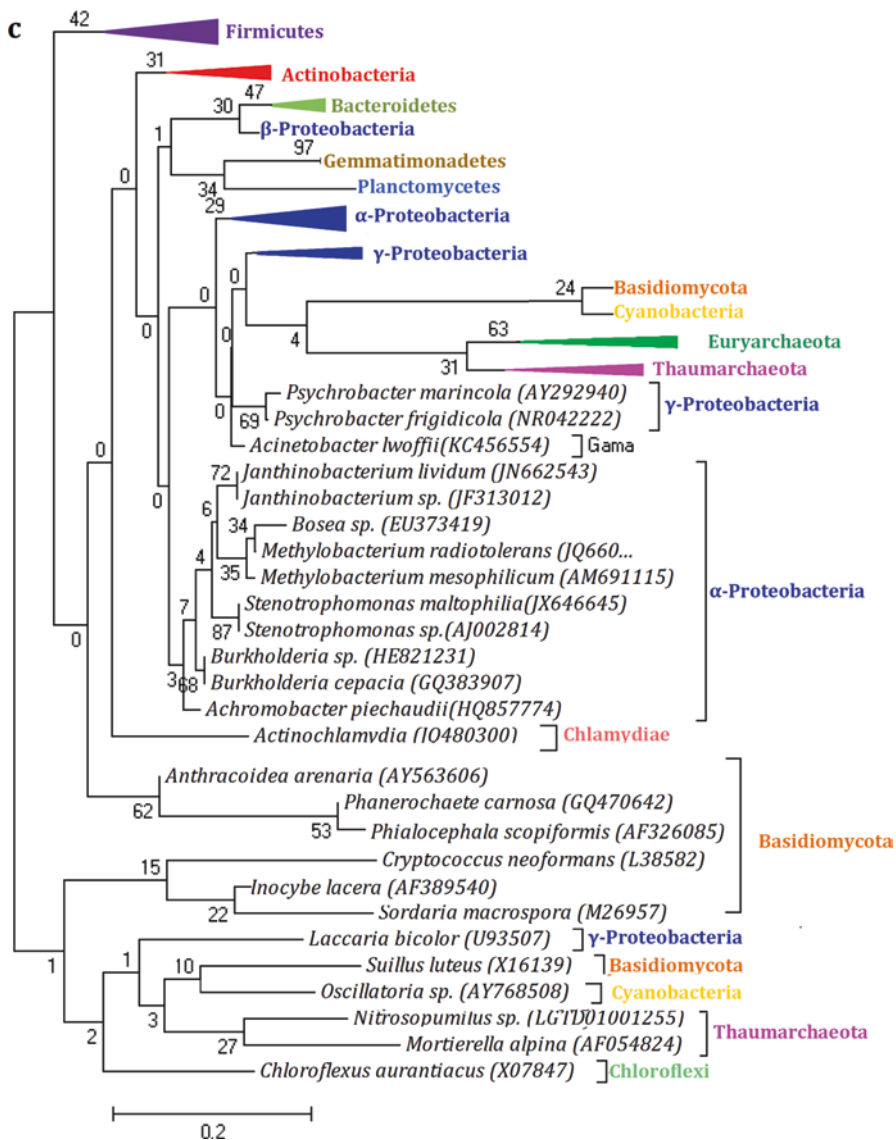 c
42
Firmicutes
31
Actinobacteria
47
Bacteroidetes
30
β-Proteobacteria
1
97
Gemmatimonadetes
0
34
Planctomycetes
29
α-Proteobacteria
γ-Proteobacteria
0
0
24
Basidiomycota
Cyanobacteria
0
0
4
63
Euryarchaeota
31
Thaumarchaeota
Psychrobacter marincola (AY292940)
γ-Proteobacteria
0
69
Psychrobacter frigidicola (NR042222)
Acinetobacter lwoffii(KC456554)
Gama
0
72
Janthinobacterium lividum (JN662543)
0
Janthinobacterium sp. (JF313012)
6
34
Bosea sp. (EU373419)
Methylobacterium radiotolerans (JQ660...
4
35
Methylobacterium mesophilicum (AM691115)
α-Proteobacteria
7
Stenotrophomonas maltophilia(JX646645)
0
87
Stenotrophomonas sp.(AJ002814)
Burkholderia sp. (HE821231)
3
68
Burkholderia cepacia (GQ383907)
Achromobacter piechaudii(HQ857774)
Actinochlamydia (JQ480300)
Chlamydiae
Anthracoidea arenaria (AY563606)
62
Phanerochaete carnosa (GQ470642)
53
Phialocephala scopiformis (AF326085)
Basidiomycota
15
Cryptococcus neoformans (L38582)
Inocybe lacera (AF389540)
22
Sordaria macrospora (M26957)
1
1
Laccaria bicolor (U93507)
γ-Proteobacteria
10
Suillus luteus (X16139)
Basidiomycota
Oscillatoria sp. (AY768508)
Cyanobacteria
3
Nitrosopumilus sp. (LGTD01001255)
Thaumarchaeota
2
27
Mortierella alpina (AF054824)
Chloroflexus aurantiacus (X07847)
Chloroflexi
0.2